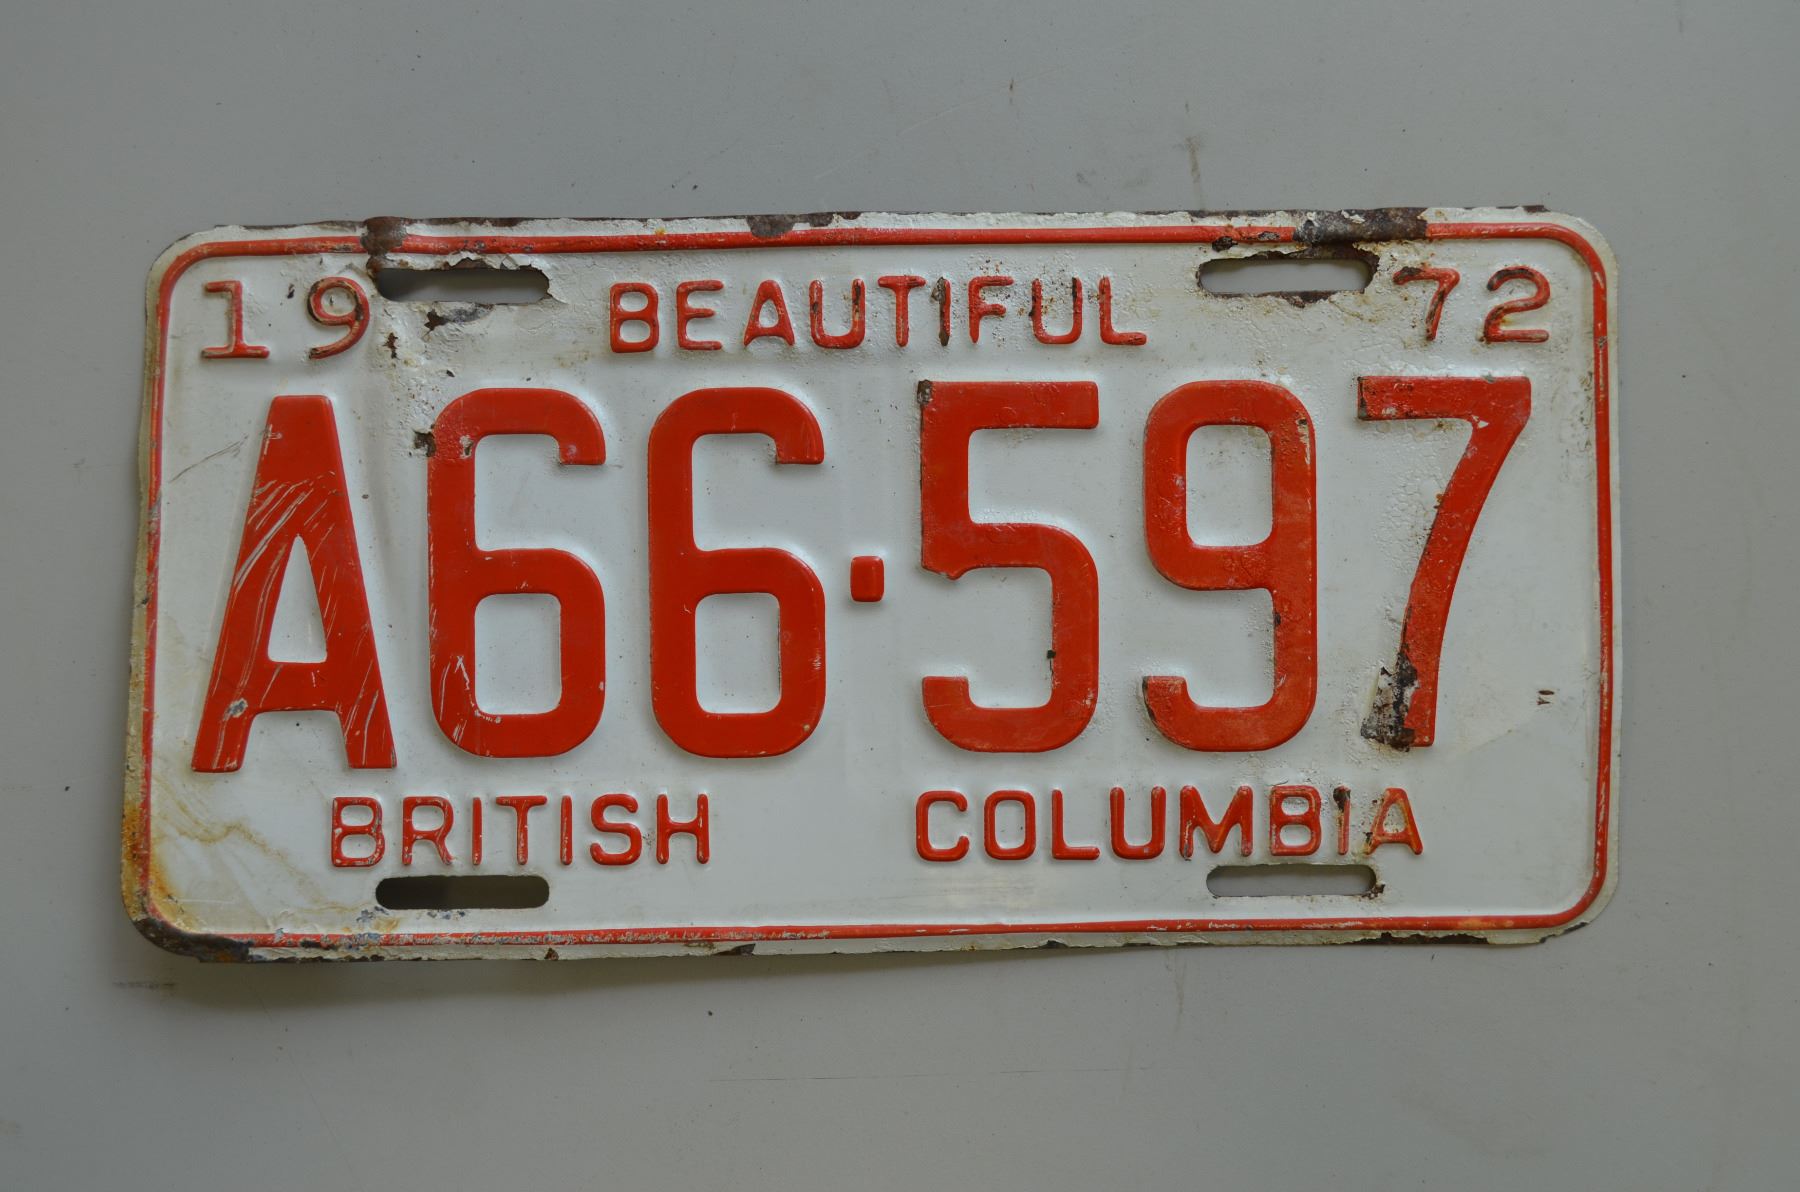 19 BEAUTIFUL 72
A66·597
BRITISH COLUMBIA